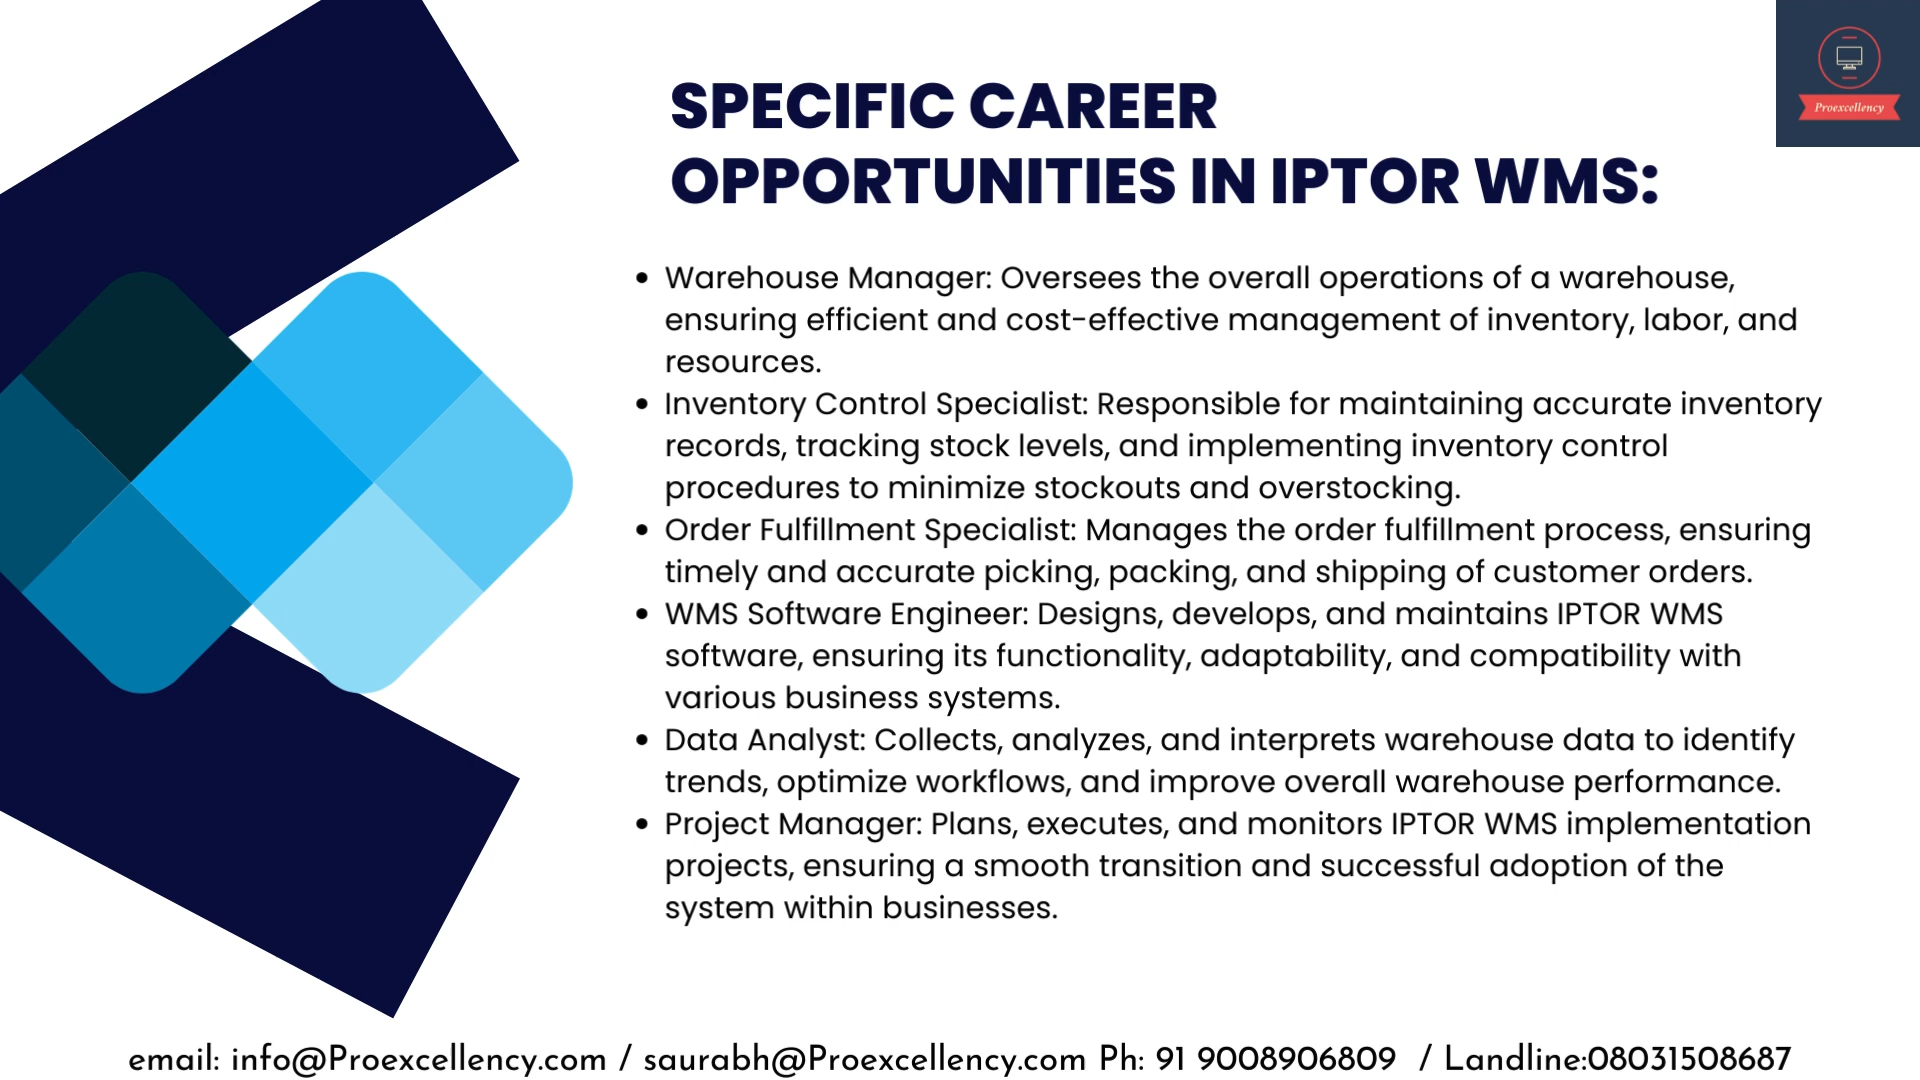 Proexcellency
SPECIFIC CAREER
OPPORTUNITIES IN IPTOR WMS:
• Warehouse Manager: Oversees the overall operations of a warehouse,
ensuring efficient and cost-effective management of inventory, labor, and
resources.
• Inventory Control Specialist: Responsible for maintaining accurate inventory
records, tracking stock levels, and implementing inventory control
procedures to minimize stockouts and overstocking.
• Order Fulfillment Specialist: Manages the order fulfillment process, ensuring
timely and accurate picking, packing, and shipping of customer orders.
• WMS Software Engineer: Designs, develops, and maintains IPTOR WMS
software, ensuring its functionality, adaptability, and compatibility with
various business systems.
• Data Analyst: Collects, analyzes, and interprets warehouse data to identify
trends, optimize workflows, and improve overall warehouse performance.
• Project Manager: Plans, executes, and monitors IPTOR WMS implementation
projects, ensuring a smooth transition and successful adoption of the
system within businesses.
email: info@Proexcellency.com / saurabh@Proexcellency.com Ph: 91 9008906809 / Landline:08031508687